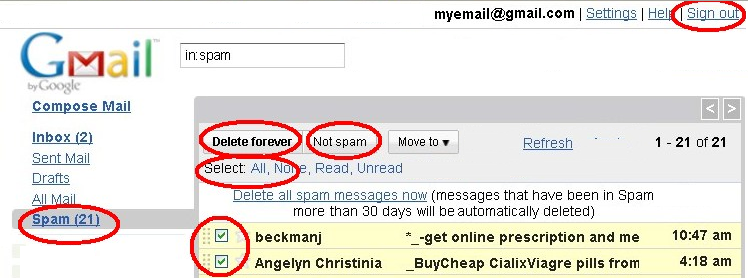 myemail@gmail.com | Settings | Help | Sign out
GMail
by Google
in:spam
Compose Mail
Inbox (2)
Sent Mail
Drafts
All Mail
Spam (21)
< >
Delete forever Not spam Move to ▼ Refresh 1 - 21 of 21
Select: All, None, Read, Unread
Delete all spam messages now (messages that have been in Spam
more than 30 days will be automatically deleted)
beckmanj *_-get online prescription and me 10:47 am
Angelyn Christinia _BuyCheap CialixViagre pills from 4:18 am